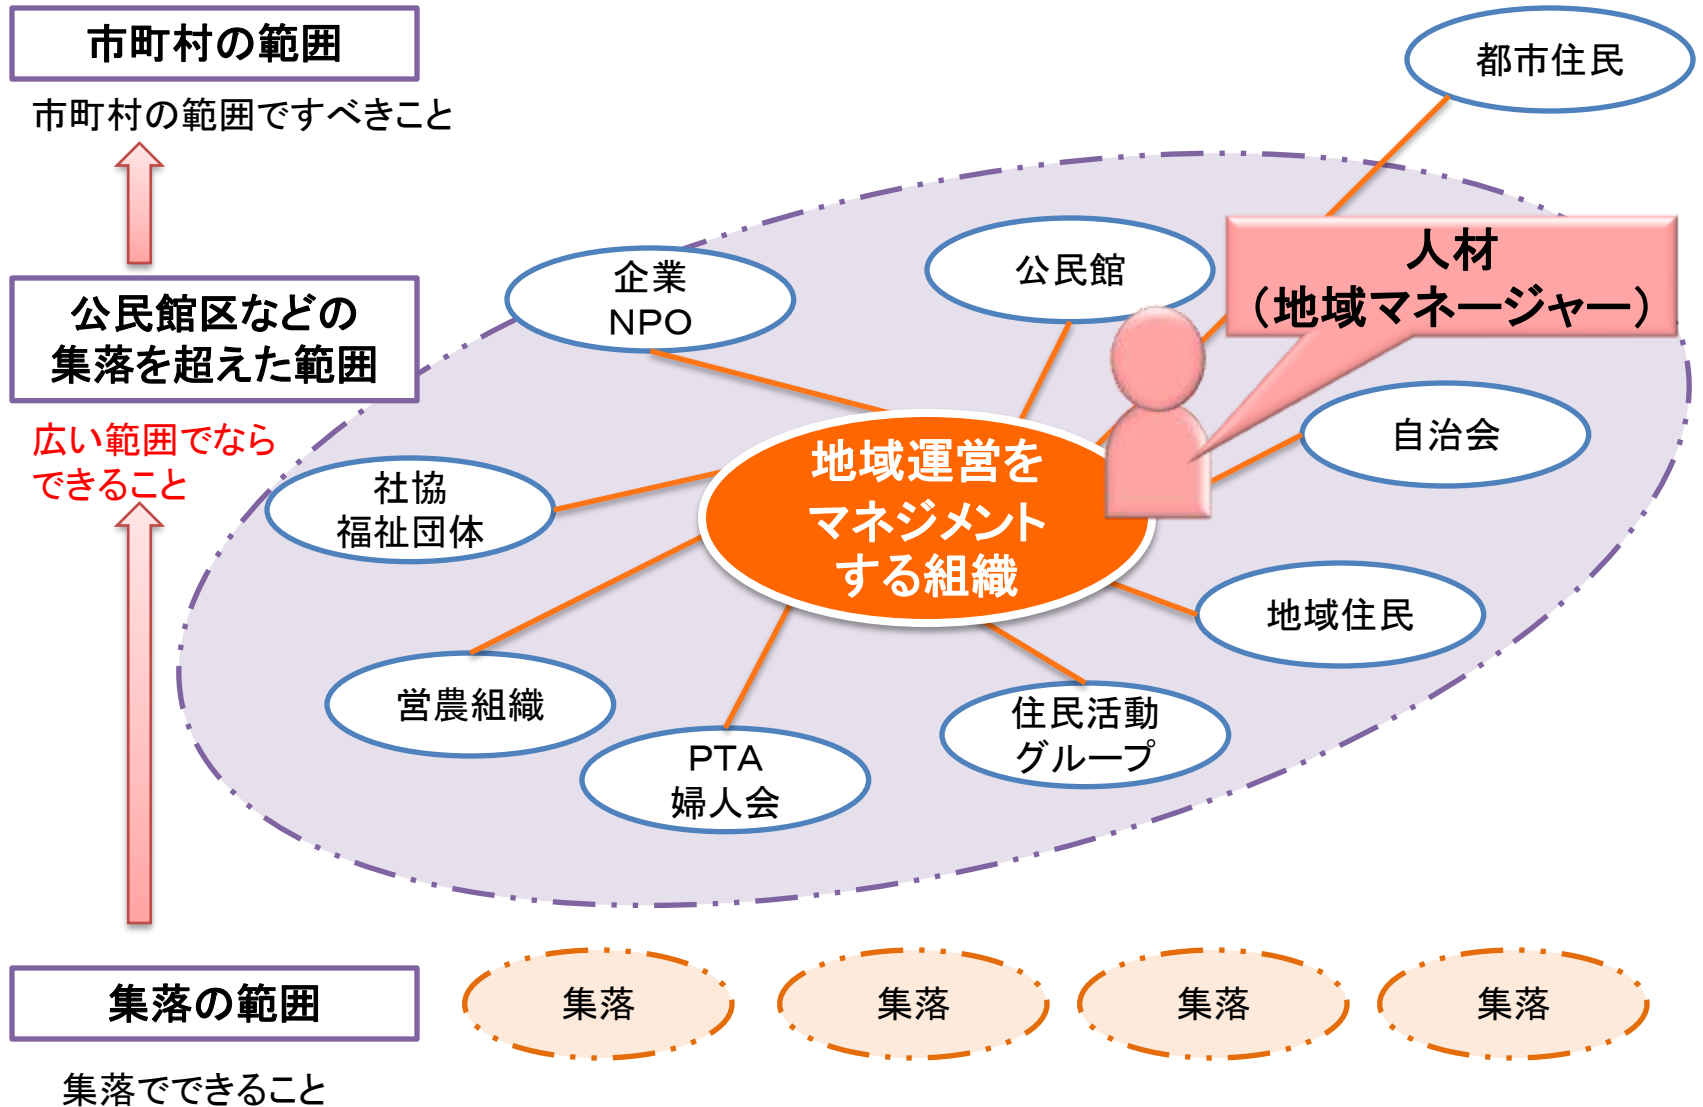 市町村の範囲
市町村の範囲ですべきこと
公民館区などの
集落を超えた範囲
広い範囲でなら
できること
集落の範囲
集落でできること
都市住民
企業
NPO
公民館
人材
（地域マネージャー）
自治会
社協
福祉団体
地域運営を
マネジメント
する組織
地域住民
営農組織
PTA
婦人会
住民活動
グループ
集落
集落
集落
集落